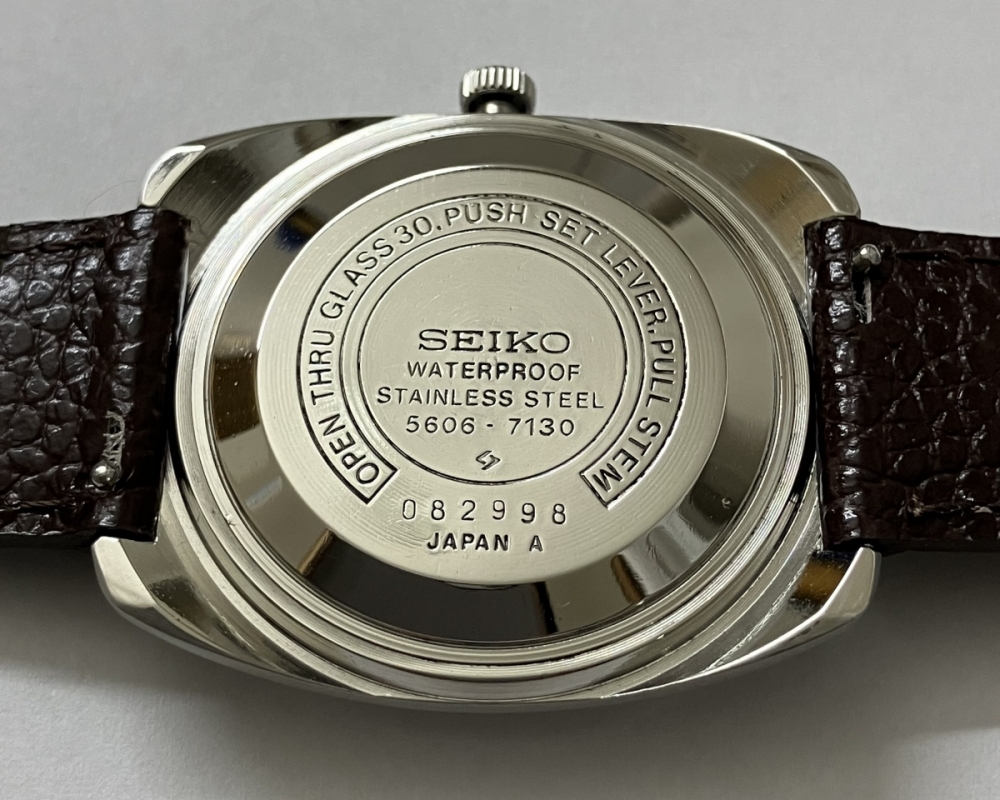 OPEN THRU GLASS 30. PUSH SET LEVER. PULL STEM
SEIKO
WATERPROOF
STAINLESS STEEL
5606 - 7130
082998
JAPAN A